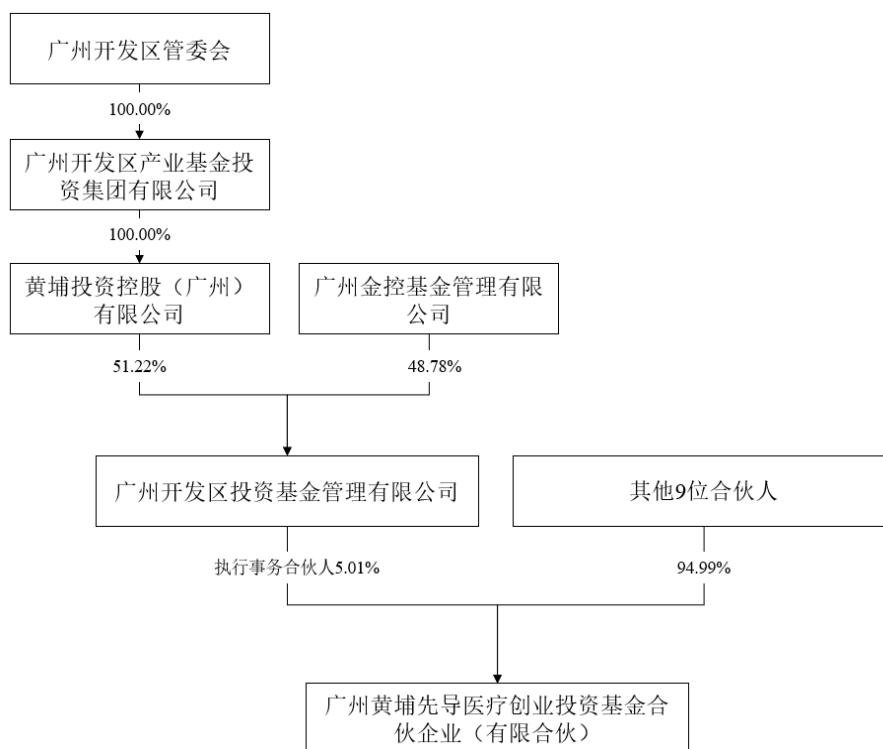 广州开发区管委会
100.00%
广州开发区产业基金投
资集团有限公司
100.00%
黄埔投资控股（广州）
有限公司
广州金控基金管理有限
公司
51.22%
48.78%
广州开发区投资基金管理有限公司
其他9位合伙人
执行事务合伙人5.01%
94.99%
广州黄埔先导医疗创业投资基金合
伙企业（有限合伙）